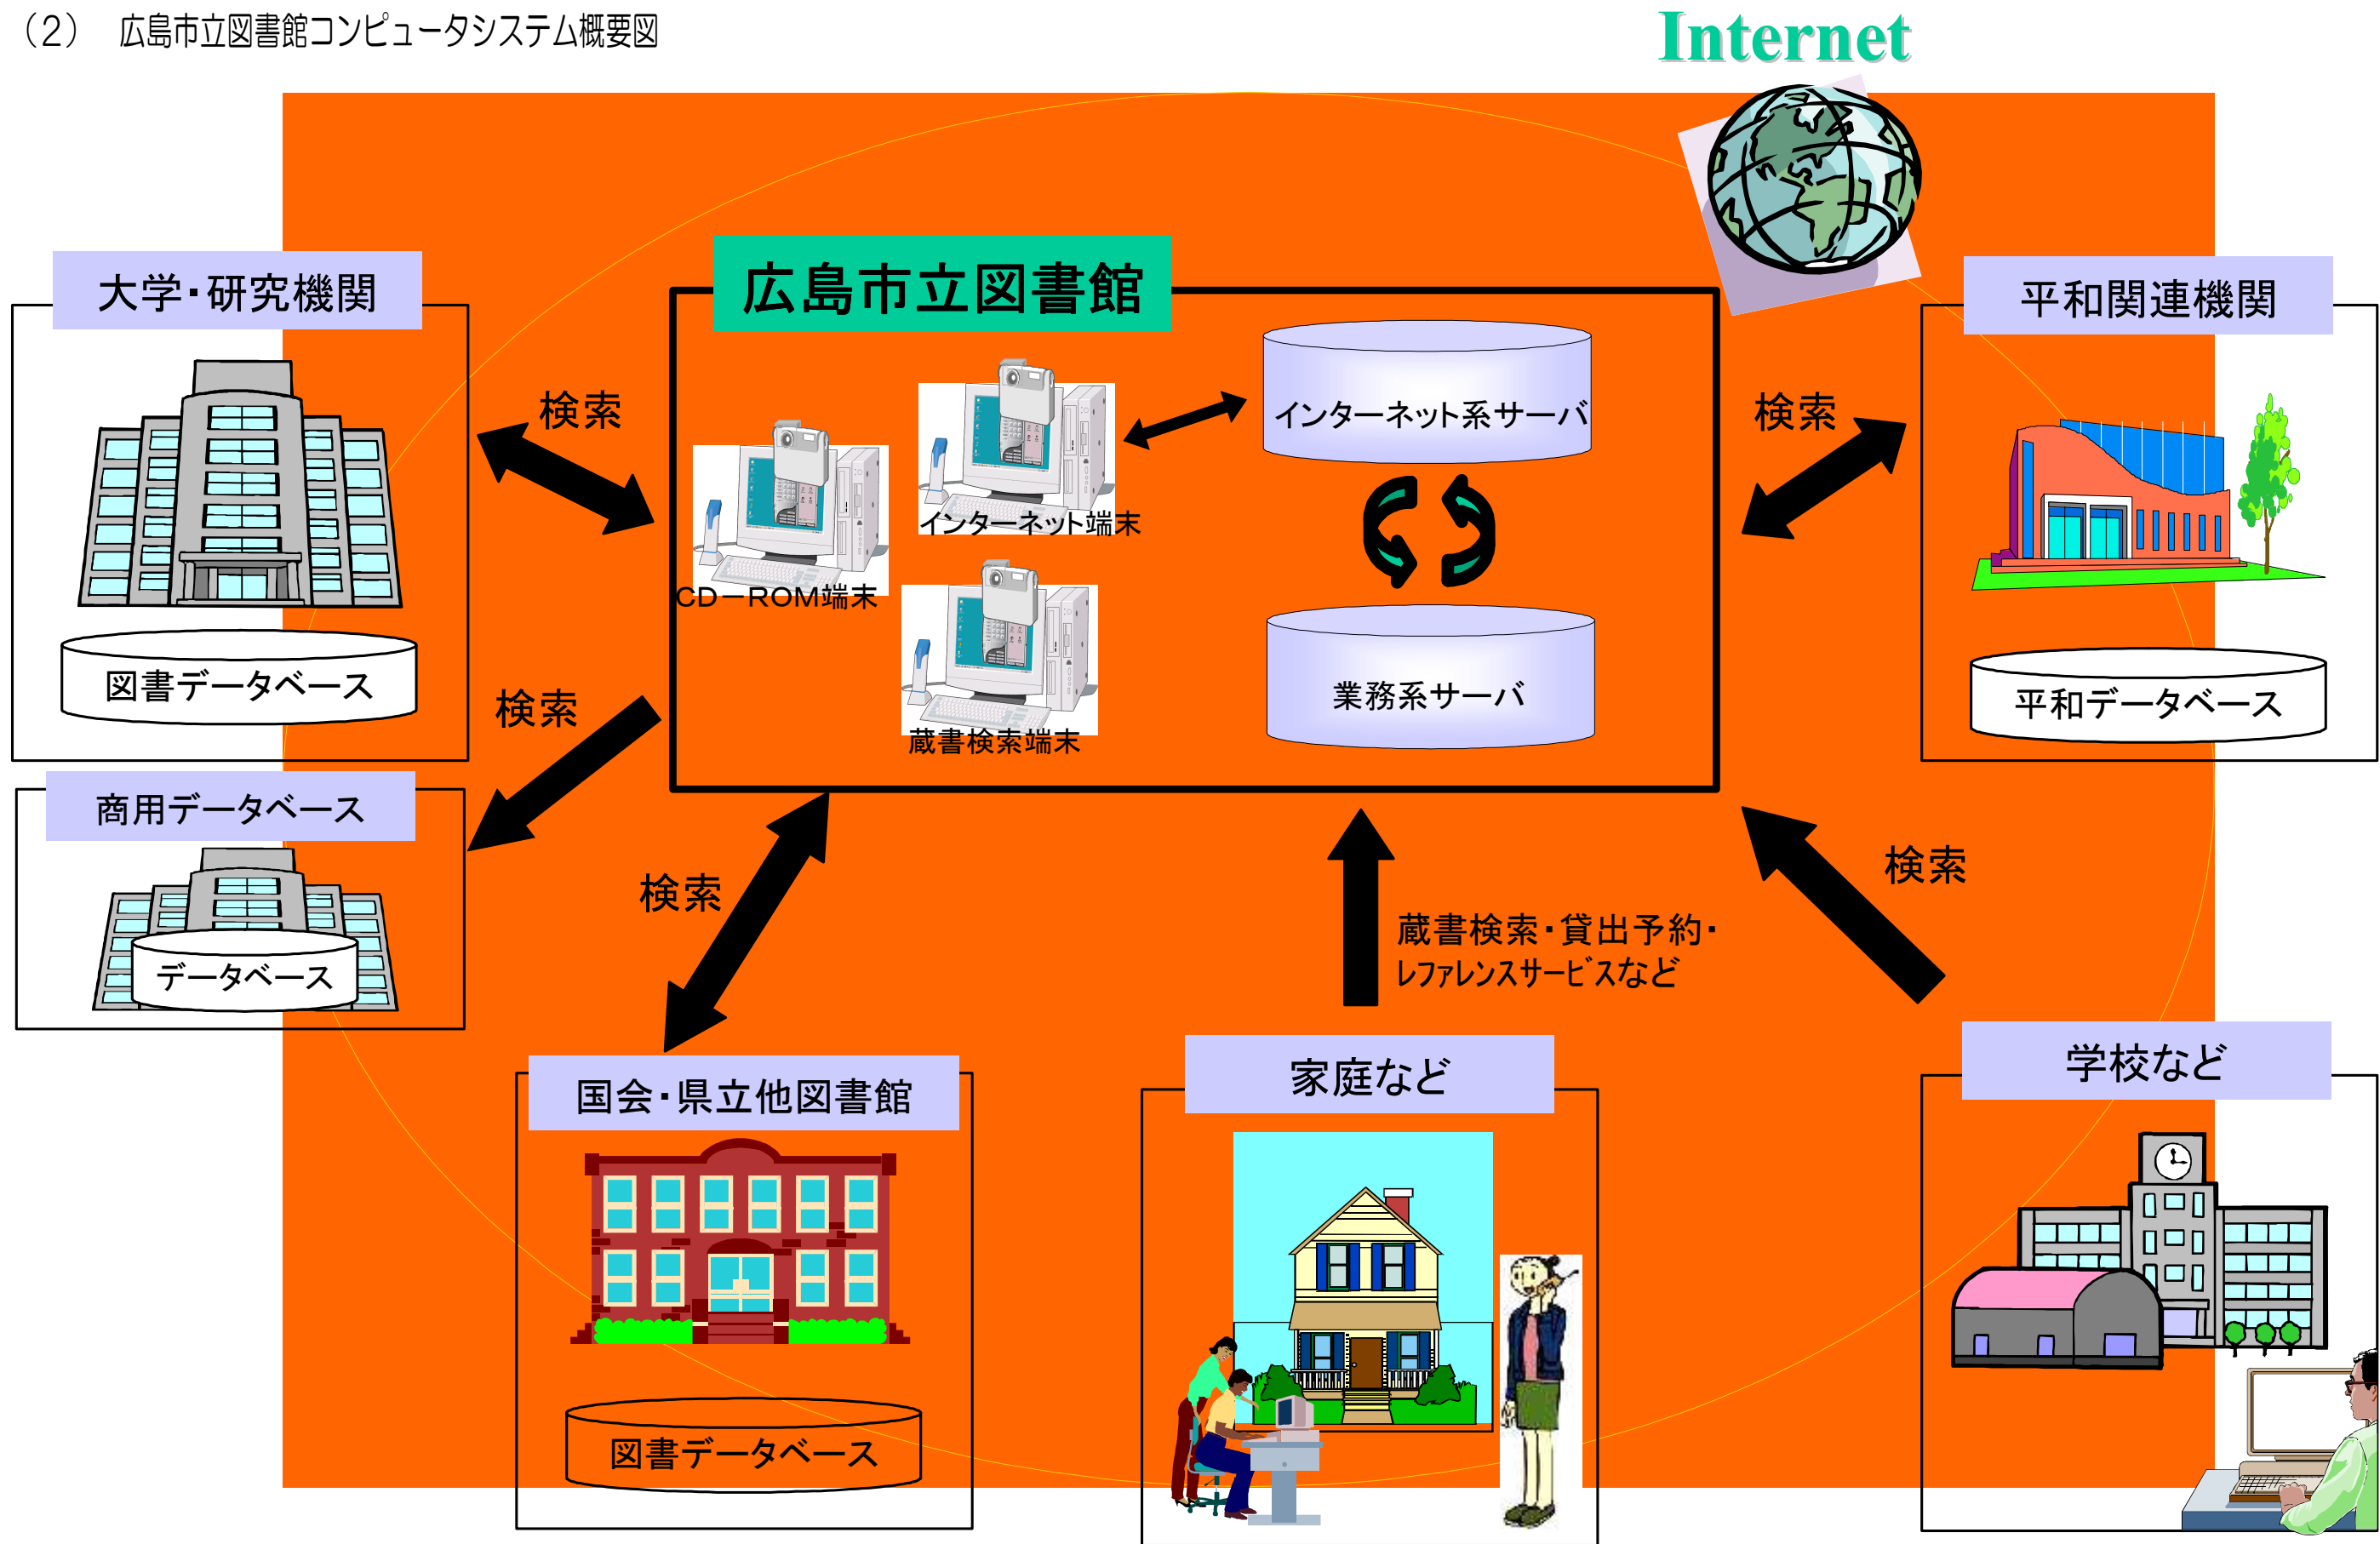 （2）　広島市立図書館コンピュータシステム概要図
Internet
大学・研究機関
図書データベース
検索
広島市立図書館
CD－ROM端末
インターネット端末
蔵書検索端末
インターネット系サーバ
業務系サーバ
検索
平和関連機関
平和データベース
検索
商用データベース
データベース
検索
国会・県立他図書館
図書データベース
蔵書検索・貸出予約・
ﾚﾌｧﾚﾝｽサービスなど
家庭など
検索
学校など